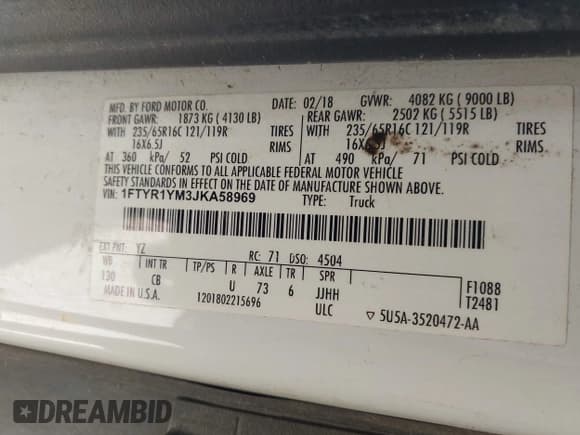 MFD. BY FORD MOTOR CO. DATE: 02/18 GVWR: 4082 KG ( 9000 LB)
FRONT GAWR: 1873 KG ( 4130 LB) REAR GAWR: 2502 KG ( 5515 LB)
WITH 235/65R16C 121/119R TIRES WITH 235/65R16C 121/119R TIRES
16X6.5J RIMS 16X6.5J RIMS
AT 360 kPa/ 52 PSI COLD AT 490 kPa/ 71 PSI COLD
THIS VEHICLE CONFORMS TO ALL APPLICABLE FEDERAL MOTOR VEHICLE
SAFETY STANDARDS IN EFFECT ON THE DATE OF MANUFACTURE SHOWN ABOVE.
VIN: 1FTYR1YM3JKA58969 TYPE: Truck
EXT PNT: YZ RC: 71 DSO: 4504
WB INT TR TP/PS R AXLE TR SPR
130 CB U 73 6 JJHH F1088
MADE IN U.S.A. 1201802215696 ULC T2481
▽ 5U5A-3520472-AA
DREAMBID